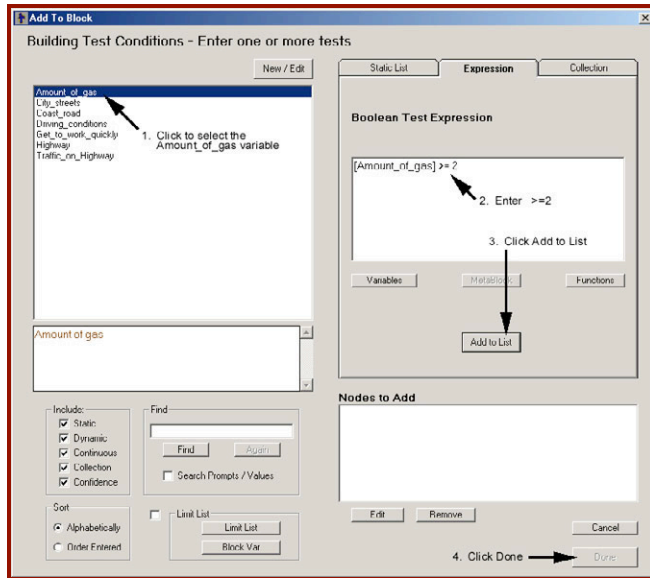 Add To Block
Building Test Conditions - Enter one or more tests
New / Edit
Amount_of_gas
City_streets
Coast_road
Driving_conditions
Get_to_work_quickly
Highway
Traffic_on_Highway
1. Click to select the
Amount_of_gas variable
Amount of gas
Include:
Static
Dynamic
Continuous
Collection
Confidence
Find
Find
Again
Search Prompts / Values
Sort
Alphabetically
Order Entered
Limit List
Limit List
Block Var
Static List
Expression
Collection
Boolean Test Expression
[Amount_of_gas] >= 2
2. Enter >=2
3. Click Add to List
Variables
Metablock
Functions
Add to List
Nodes to Add
Edit
Remove
Cancel
4. Click Done
Done